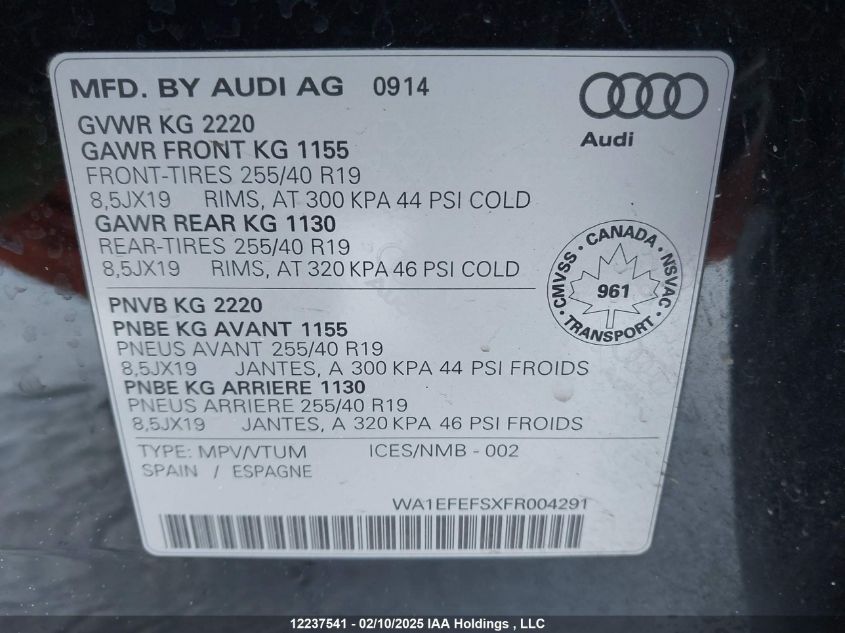 MFD. BY AUDI AG 0914
Audi
GVWR KG 2220
GAWR FRONT KG 1155
FRONT-TIRES 255/40 R19
8,5JX19 RIMS, AT 300 KPA 44 PSI COLD
GAWR REAR KG 1130
REAR-TIRES 255/40 R19
8,5JX19 RIMS, AT 320 KPA 46 PSI COLD
CMVSS • CANADA • NSVAC • TRANSPORT •
961
PNVB KG 2220
PNBE KG AVANT 1155
PNEUS AVANT 255/40 R19
8,5JX19 JANTES, A 300 KPA 44 PSI FROIDS
PNBE KG ARRIERE 1130
PNEUS ARRIERE 255/40 R19
8,5JX19 JANTES, A 320 KPA 46 PSI FROIDS
TYPE: MPV/VTUM ICES/NMB - 002
SPAIN / ESPAGNE
WA1EFEFSXFR004291
12237541 - 02/10/2025 IAA Holdings , LLC